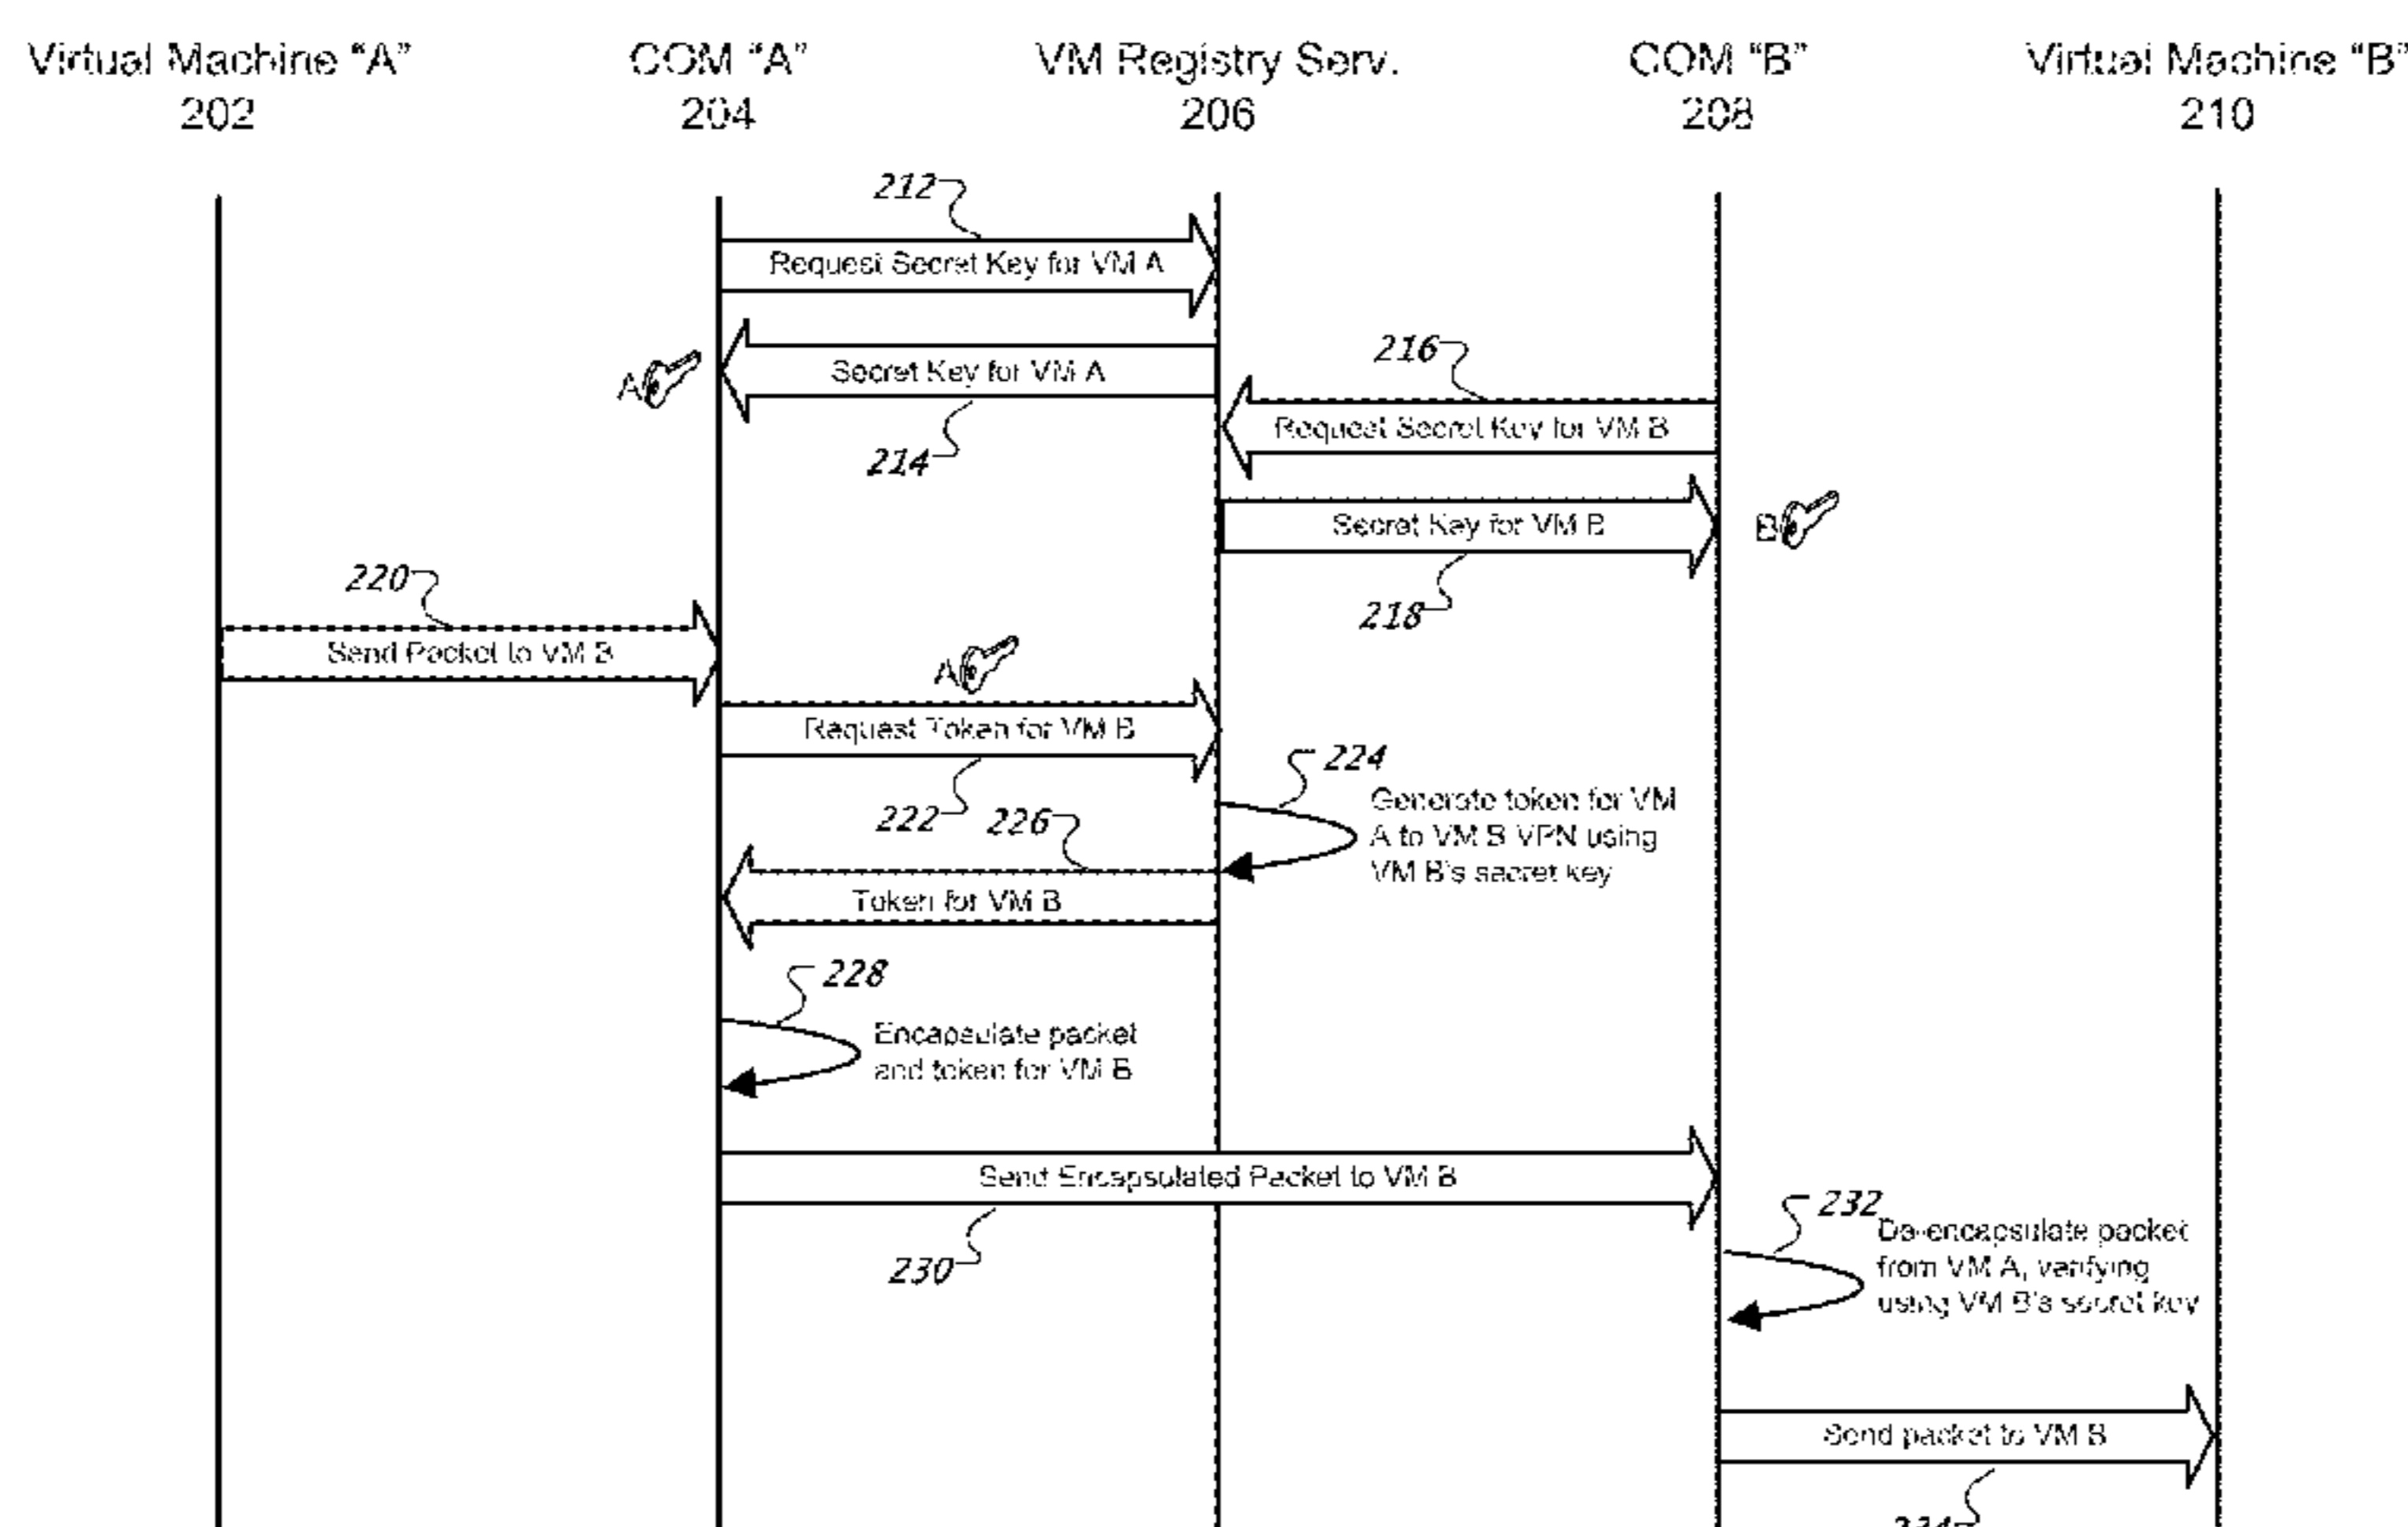 Virtual Machine “A”
202
COM “A”
204
VM Registry Serv.
206
COM “B”
208
Virtual Machine “B”
210
212
Request Secret Key for VM A
Secret Key for VM A
A
214
216
Request Secret Key for VM B
Secret Key for VM B
B
218
220
Send Packet to VM B
A
Request Token for VM B
222
224
Generate token for VM
A to VM B VPN using
VM B's secret key
226
Token for VM B
228
Encapsulate packet
and token for VM B
Send Encapsulated Packet to VM B
230
232
De-encapsulate packet
from VM A, verifying
using VM B's secret key
Send packet to VM B